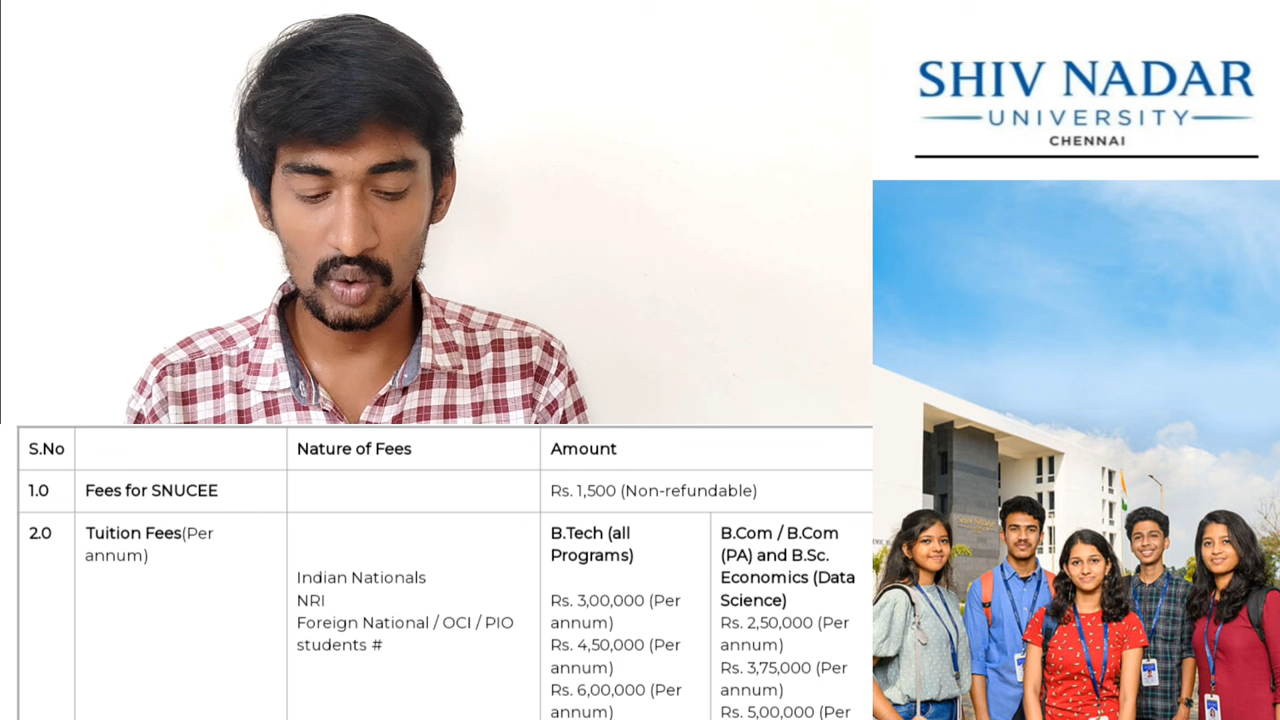 SHIV NADAR
UNIVERSITY
CHENNAI
S.No
Nature of Fees
Amount
1.0
Fees for SNUCEE
Rs. 1,500 (Non-refundable)
2.0
Tuition Fees(Per
annum)
Indian Nationals
NRI
Foreign National / OCI / PIO
students #
B.Tech (all
Programs)
Rs. 3,00,000 (Per
annum)
Rs. 4,50,000 (Per
annum)
Rs. 6,00,000 (Per
annum)
B.Com / B.Com
(PA) and B.Sc.
Economics (Data
Science)
Rs. 2,50,000 (Per
annum)
Rs. 3,75,000 (Per
annum)
Rs. 5,00,000 (Per